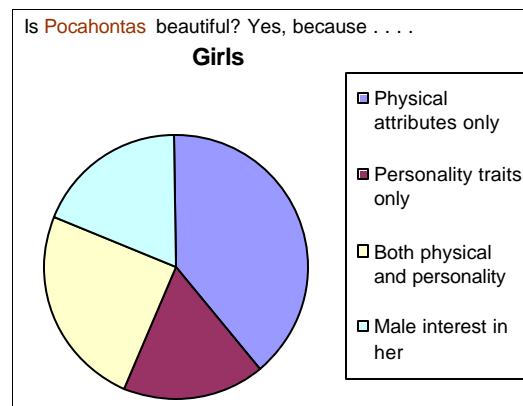 Is Pocahontas beautiful? Yes, because . . . .
Girls
Physical
attributes only
Personality traits
only
Both physical
and personality
Male interest in
her